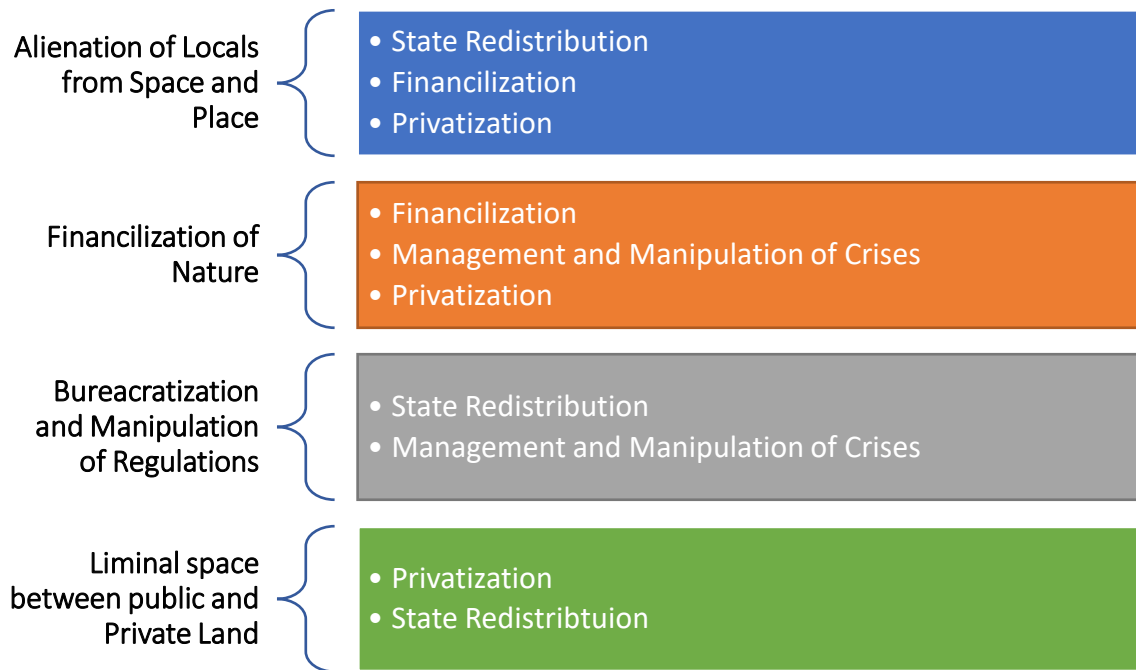 Alienation of Locals
from Space and
Place
• State Redistribution
• Financilization
• Privatization
Financilization of
Nature
• Financilization
• Management and Manipulation of Crises
• Privatization
Bureacratization
and Manipulation
of Regulations
• State Redistribution
• Management and Manipulation of Crises
Liminal space
between public and
Private Land
• Privatization
• State Redistribtuion